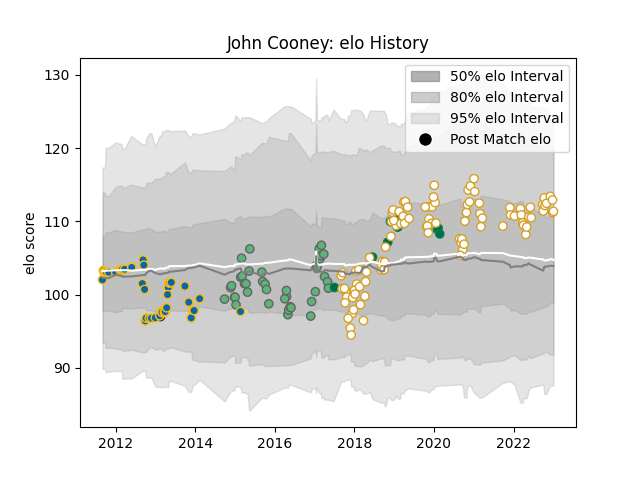 John Cooney: elo History
130
120
110
100
90
elo score
50% elo Interval
80% elo Interval
95% elo Interval
Post Match elo
2012
2014
2016
2018
2020
2022